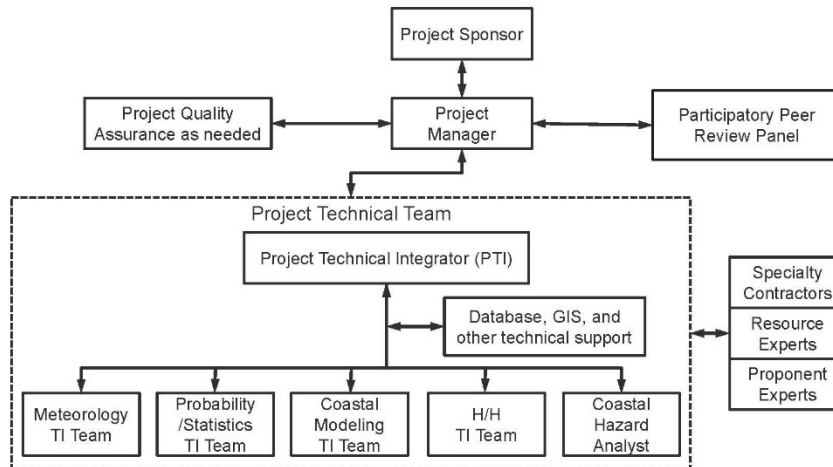 Project Sponsor
Project Quality
Assurance as needed
Project
Manager
Participatory Peer
Review Panel
Project Technical Team
Project Technical Integrator (PTI)
Database, GIS, and
other technical support
Specialty
Contractors
Resource
Experts
Proponent
Experts
Meteorology
TI Team
Probability
/Statistics
TI Team
Coastal
Modeling
TI Team
H/H
TI Team
Coastal
Hazard
Analyst